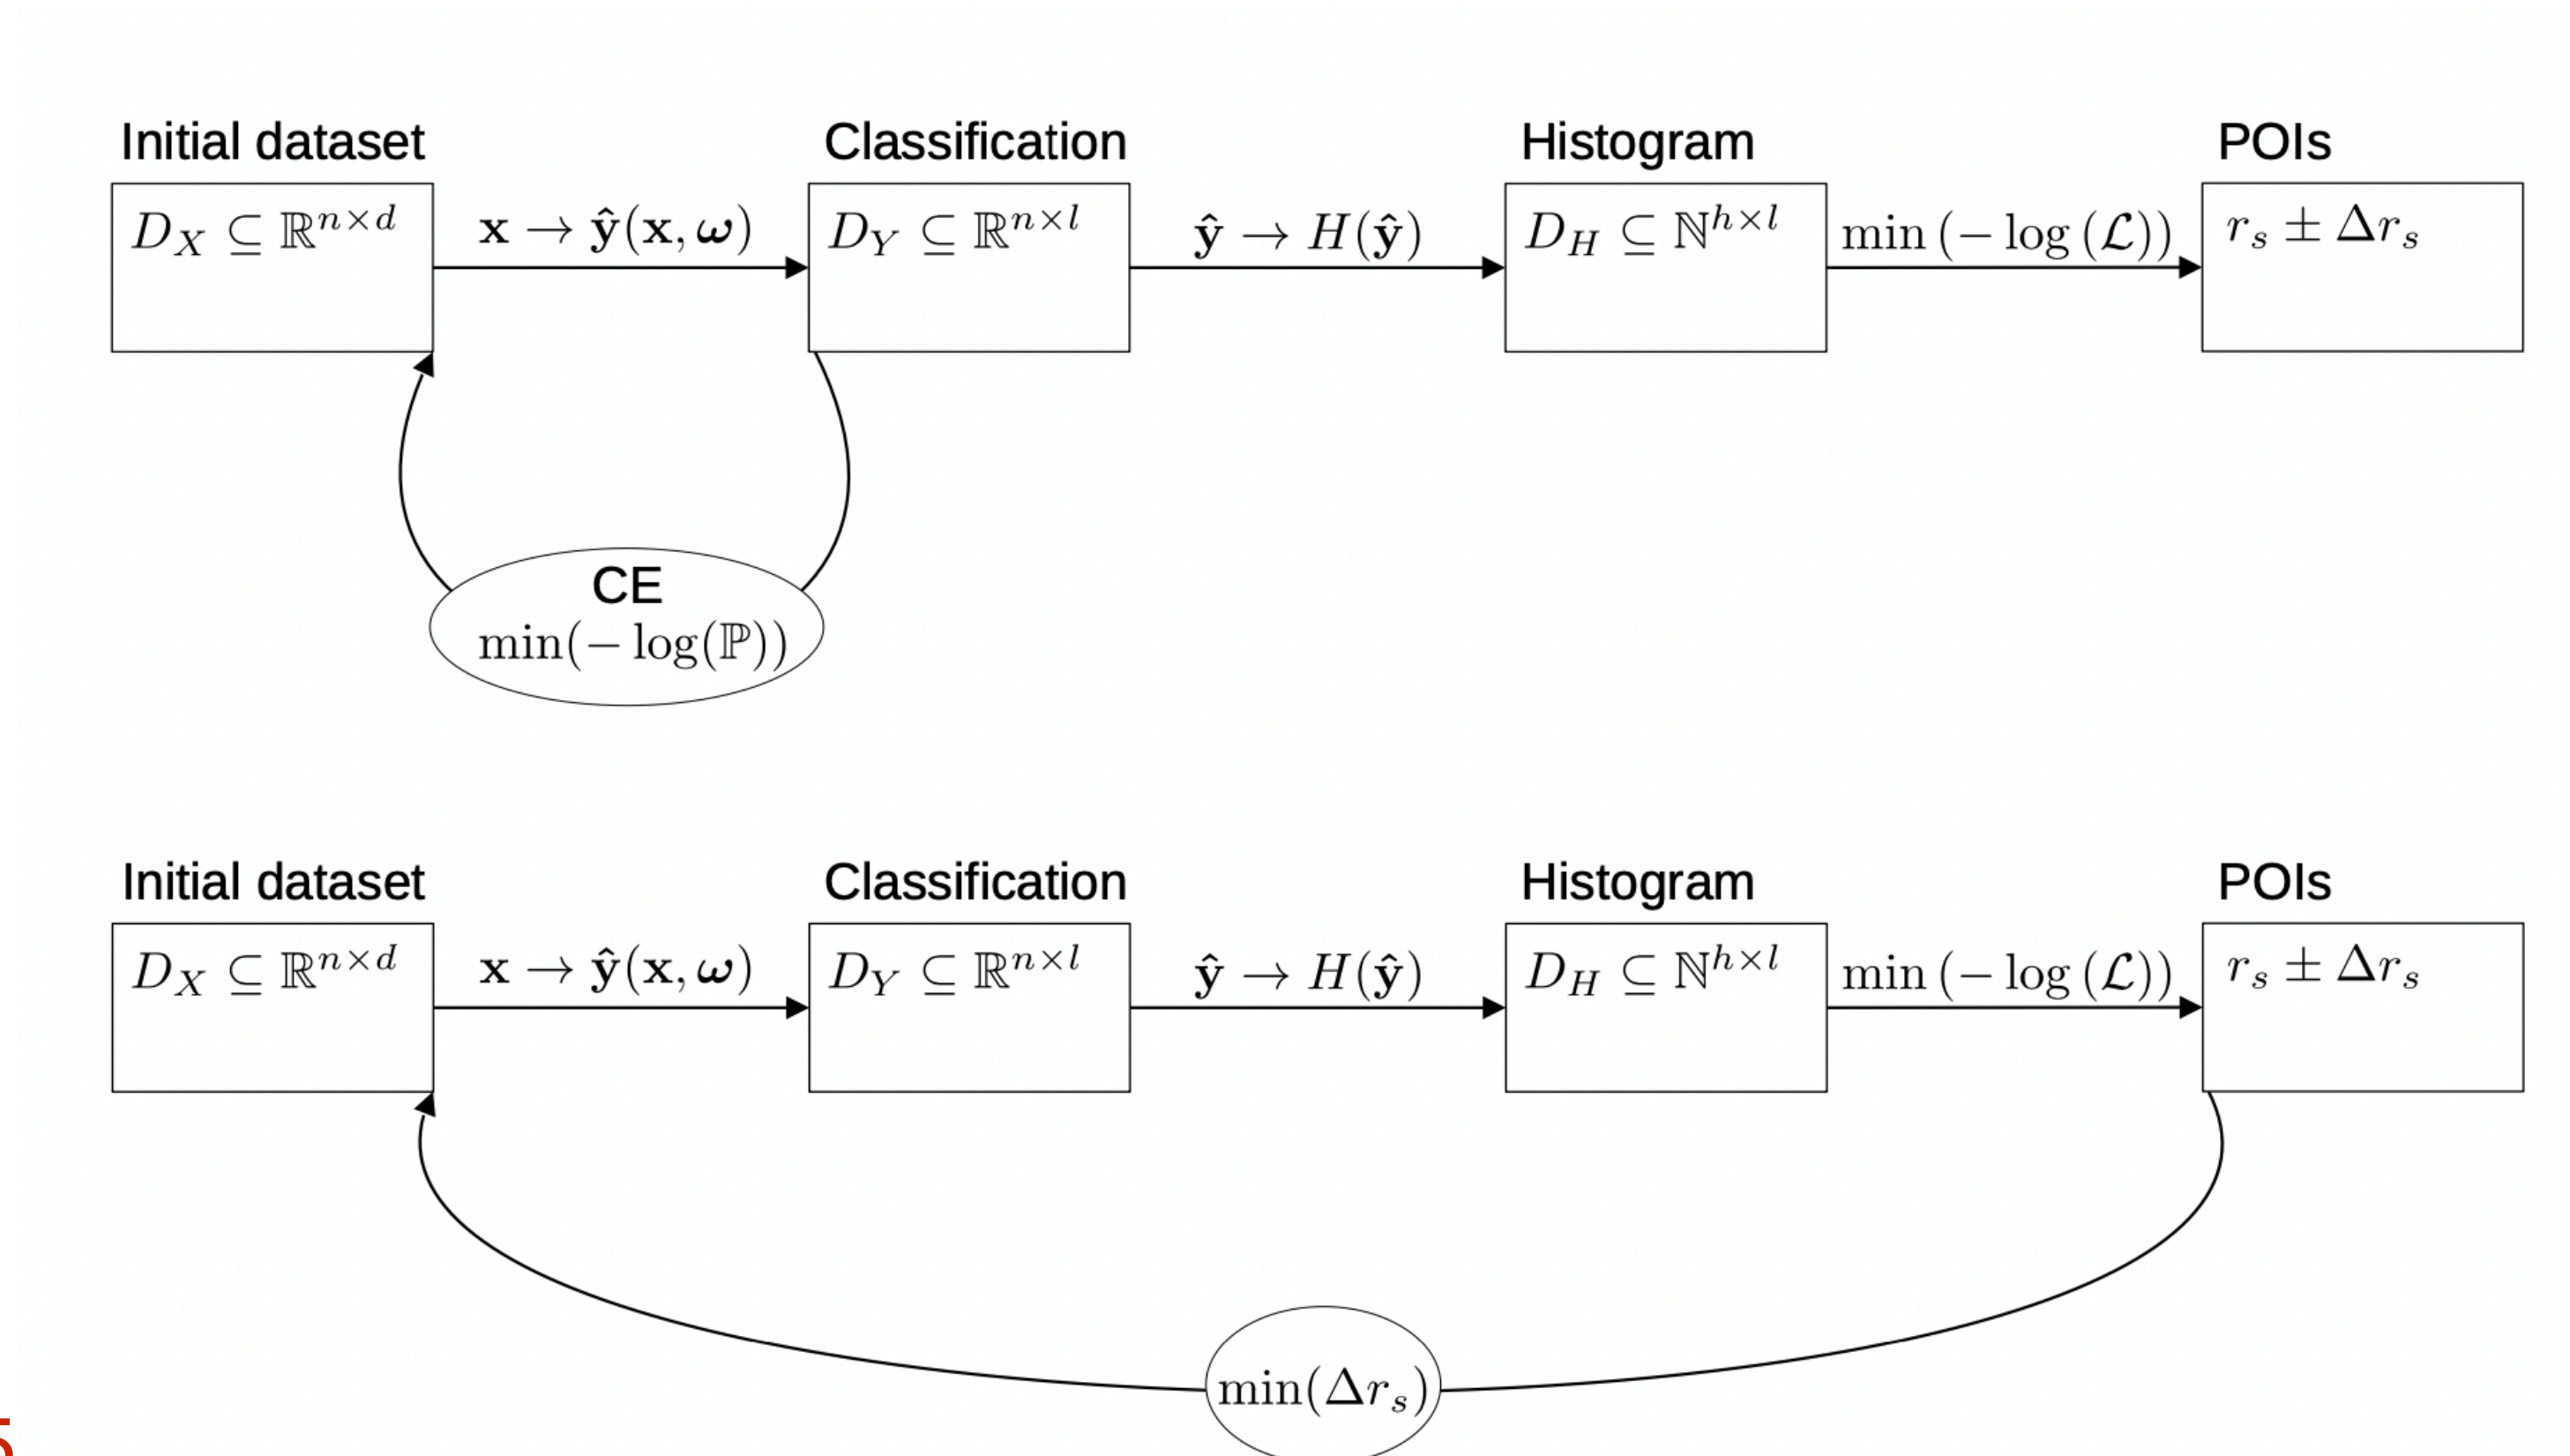 Initial dataset Classification Histogram POIs
D_X ⊆ ℝ^{n×d} x → ŷ(x, ω) D_Y ⊆ ℝ^{n×l} ŷ → H(ŷ) D_H ⊆ ℕ^{h×l} min (− log (ℒ)) r_s ± Δr_s
CE
min(− log(ℙ))
Initial dataset Classification Histogram POIs
D_X ⊆ ℝ^{n×d} x → ŷ(x, ω) D_Y ⊆ ℝ^{n×l} ŷ → H(ŷ) D_H ⊆ ℕ^{h×l} min (− log (ℒ)) r_s ± Δr_s
min(Δr_s)